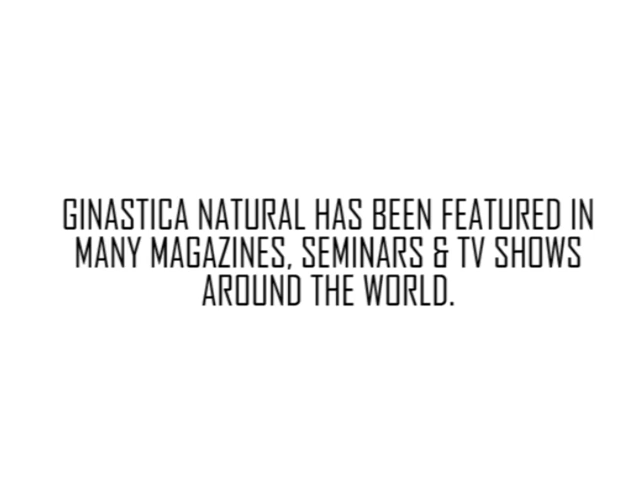 GINASTICA NATURAL HAS BEEN FEATURED IN
MANY MAGAZINES, SEMINARS & TV SHOWS
AROUND THE WORLD.